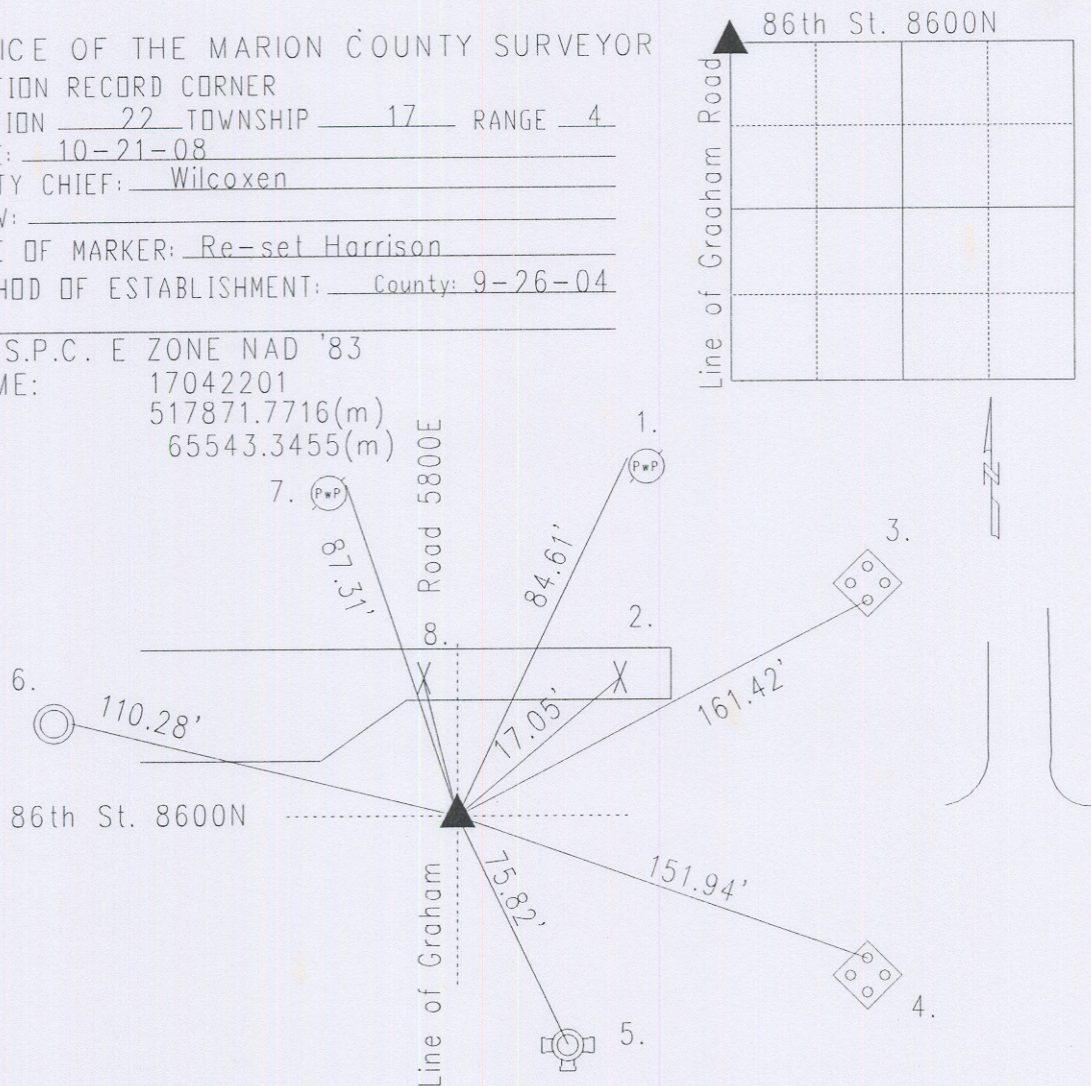 ICE OF THE MARION COUNTY SURVEYOR
TION RECORD CORNER
ION 22 TOWNSHIP 17 RANGE 4
E: 10-21-08
TY CHIEF: Wilcoxen
W:
E OF MARKER: Re-set Harrison
HOD OF ESTABLISHMENT: County: 9-26-04
S.P.C. E ZONE NAD '83
ME: 17042201
517871.7716(m)
65543.3455(m)
86th St. 8600N
Line of Graham Road
N
Road 5800E
1.
PwP
7.
PwP
3.
87.31'
84.61'
8.
2.
6.
110.28'
17.05'
161.42'
86th St. 8600N
151.94'
75.82'
Line of Graham
4.
5.